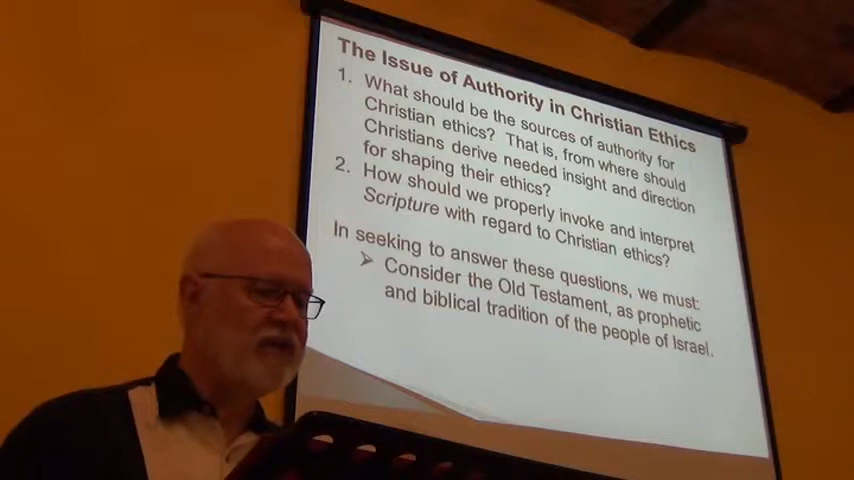 The Issue of Authority in Christian Ethics
1. What should be the sources of authority for
Christian ethics? That is, from where should
Christians derive needed insight and direction
for shaping their ethics?
2. How should we properly invoke and interpret
Scripture with regard to Christian ethics?
In seeking to answer these questions, we must:
➢ Consider the Old Testament, as prophetic
and biblical tradition of the people of Israel.